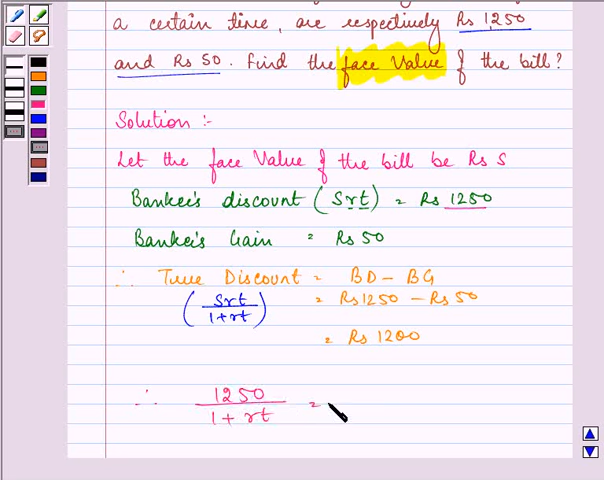 a certain time, are respectively Rs 1,250
and Rs 50. Find the face Value of the bill?
Solution :-
Let the face Value of the bill be Rs S
Banker's discount (Srt) = Rs 1250
Banker's Gain = Rs 50
∴ True Discount = BD - BG
(Srt / 1+rt) = Rs 1250 - Rs 50
= Rs 1200
∴ 1250 / 1 + rt =